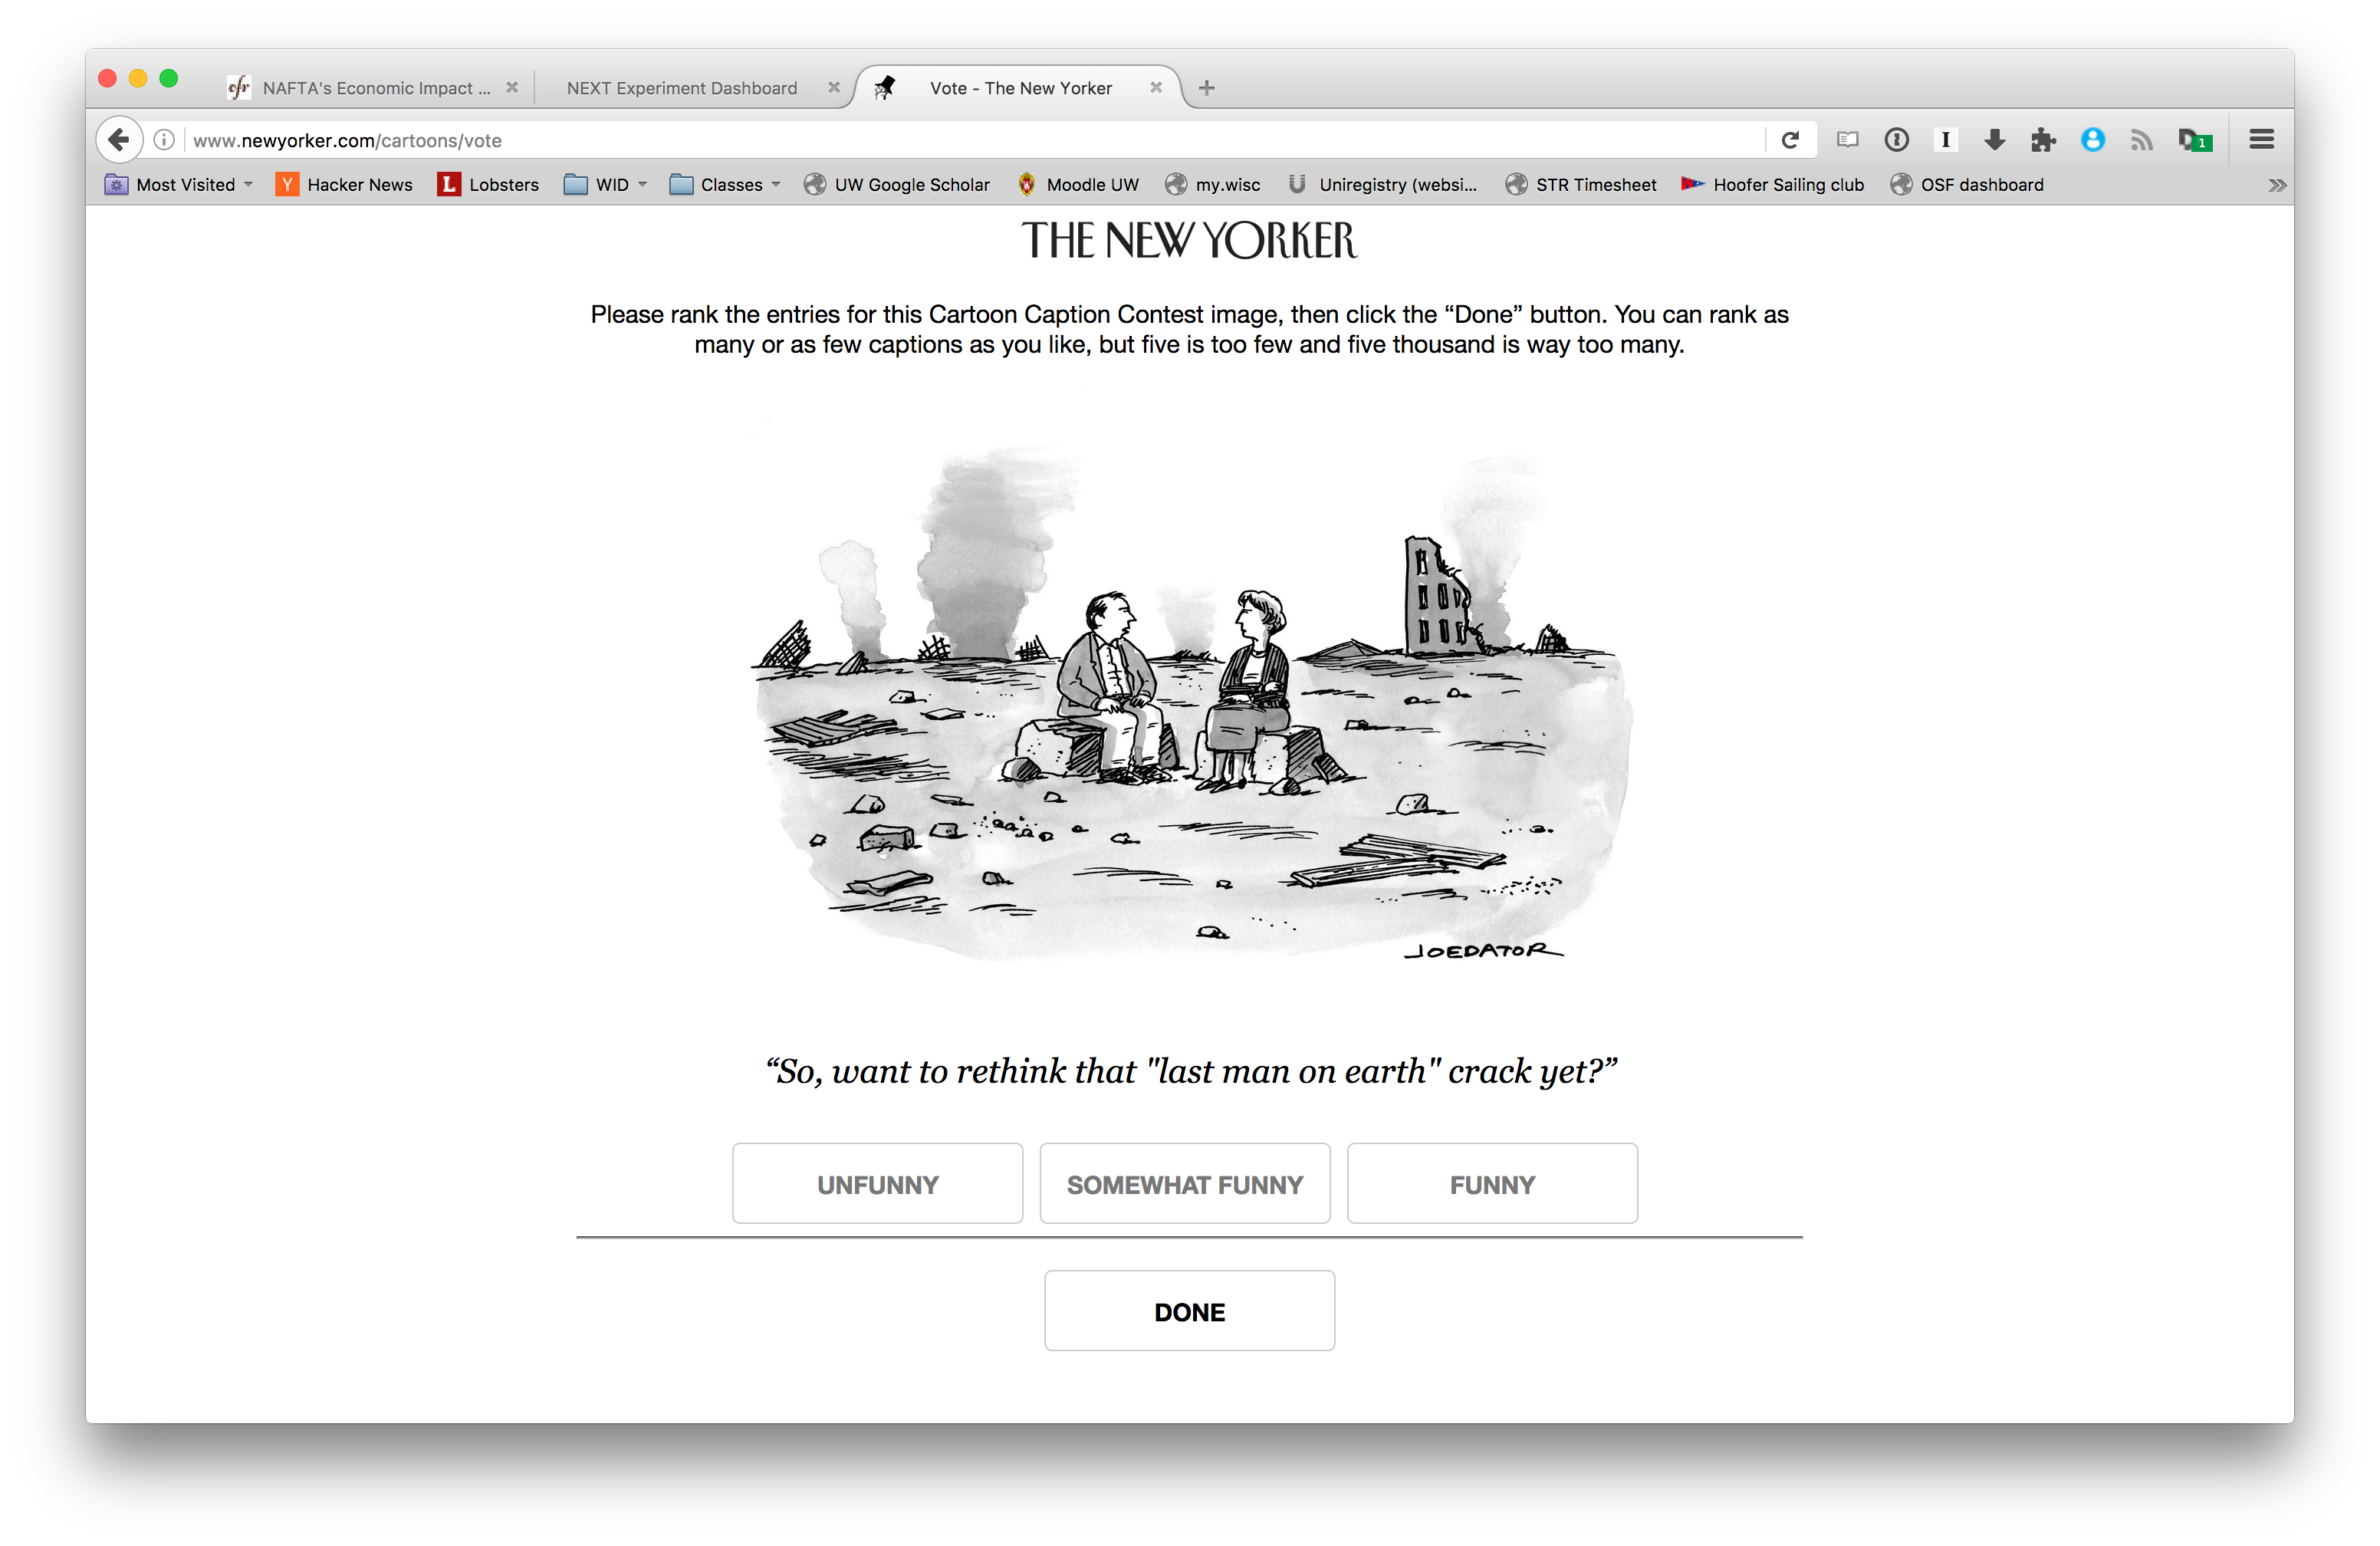 NAFTA's Economic Impact ...
NEXT Experiment Dashboard
Vote - The New Yorker
www.newyorker.com/cartoons/vote
I
1
Most Visited
Y
Hacker News
L
Lobsters
WID
Classes
UW Google Scholar
Moodle UW
my.wisc
Uniregistry (websi...
STR Timesheet
Hoofer Sailing club
OSF dashboard
THE NEW YORKER
Please rank the entries for this Cartoon Caption Contest image, then click the “Done” button. You can rank as
many or as few captions as you like, but five is too few and five thousand is way too many.
JOEDATOR
“So, want to rethink that "last man on earth" crack yet?”
UNFUNNY
SOMEWHAT FUNNY
FUNNY
DONE